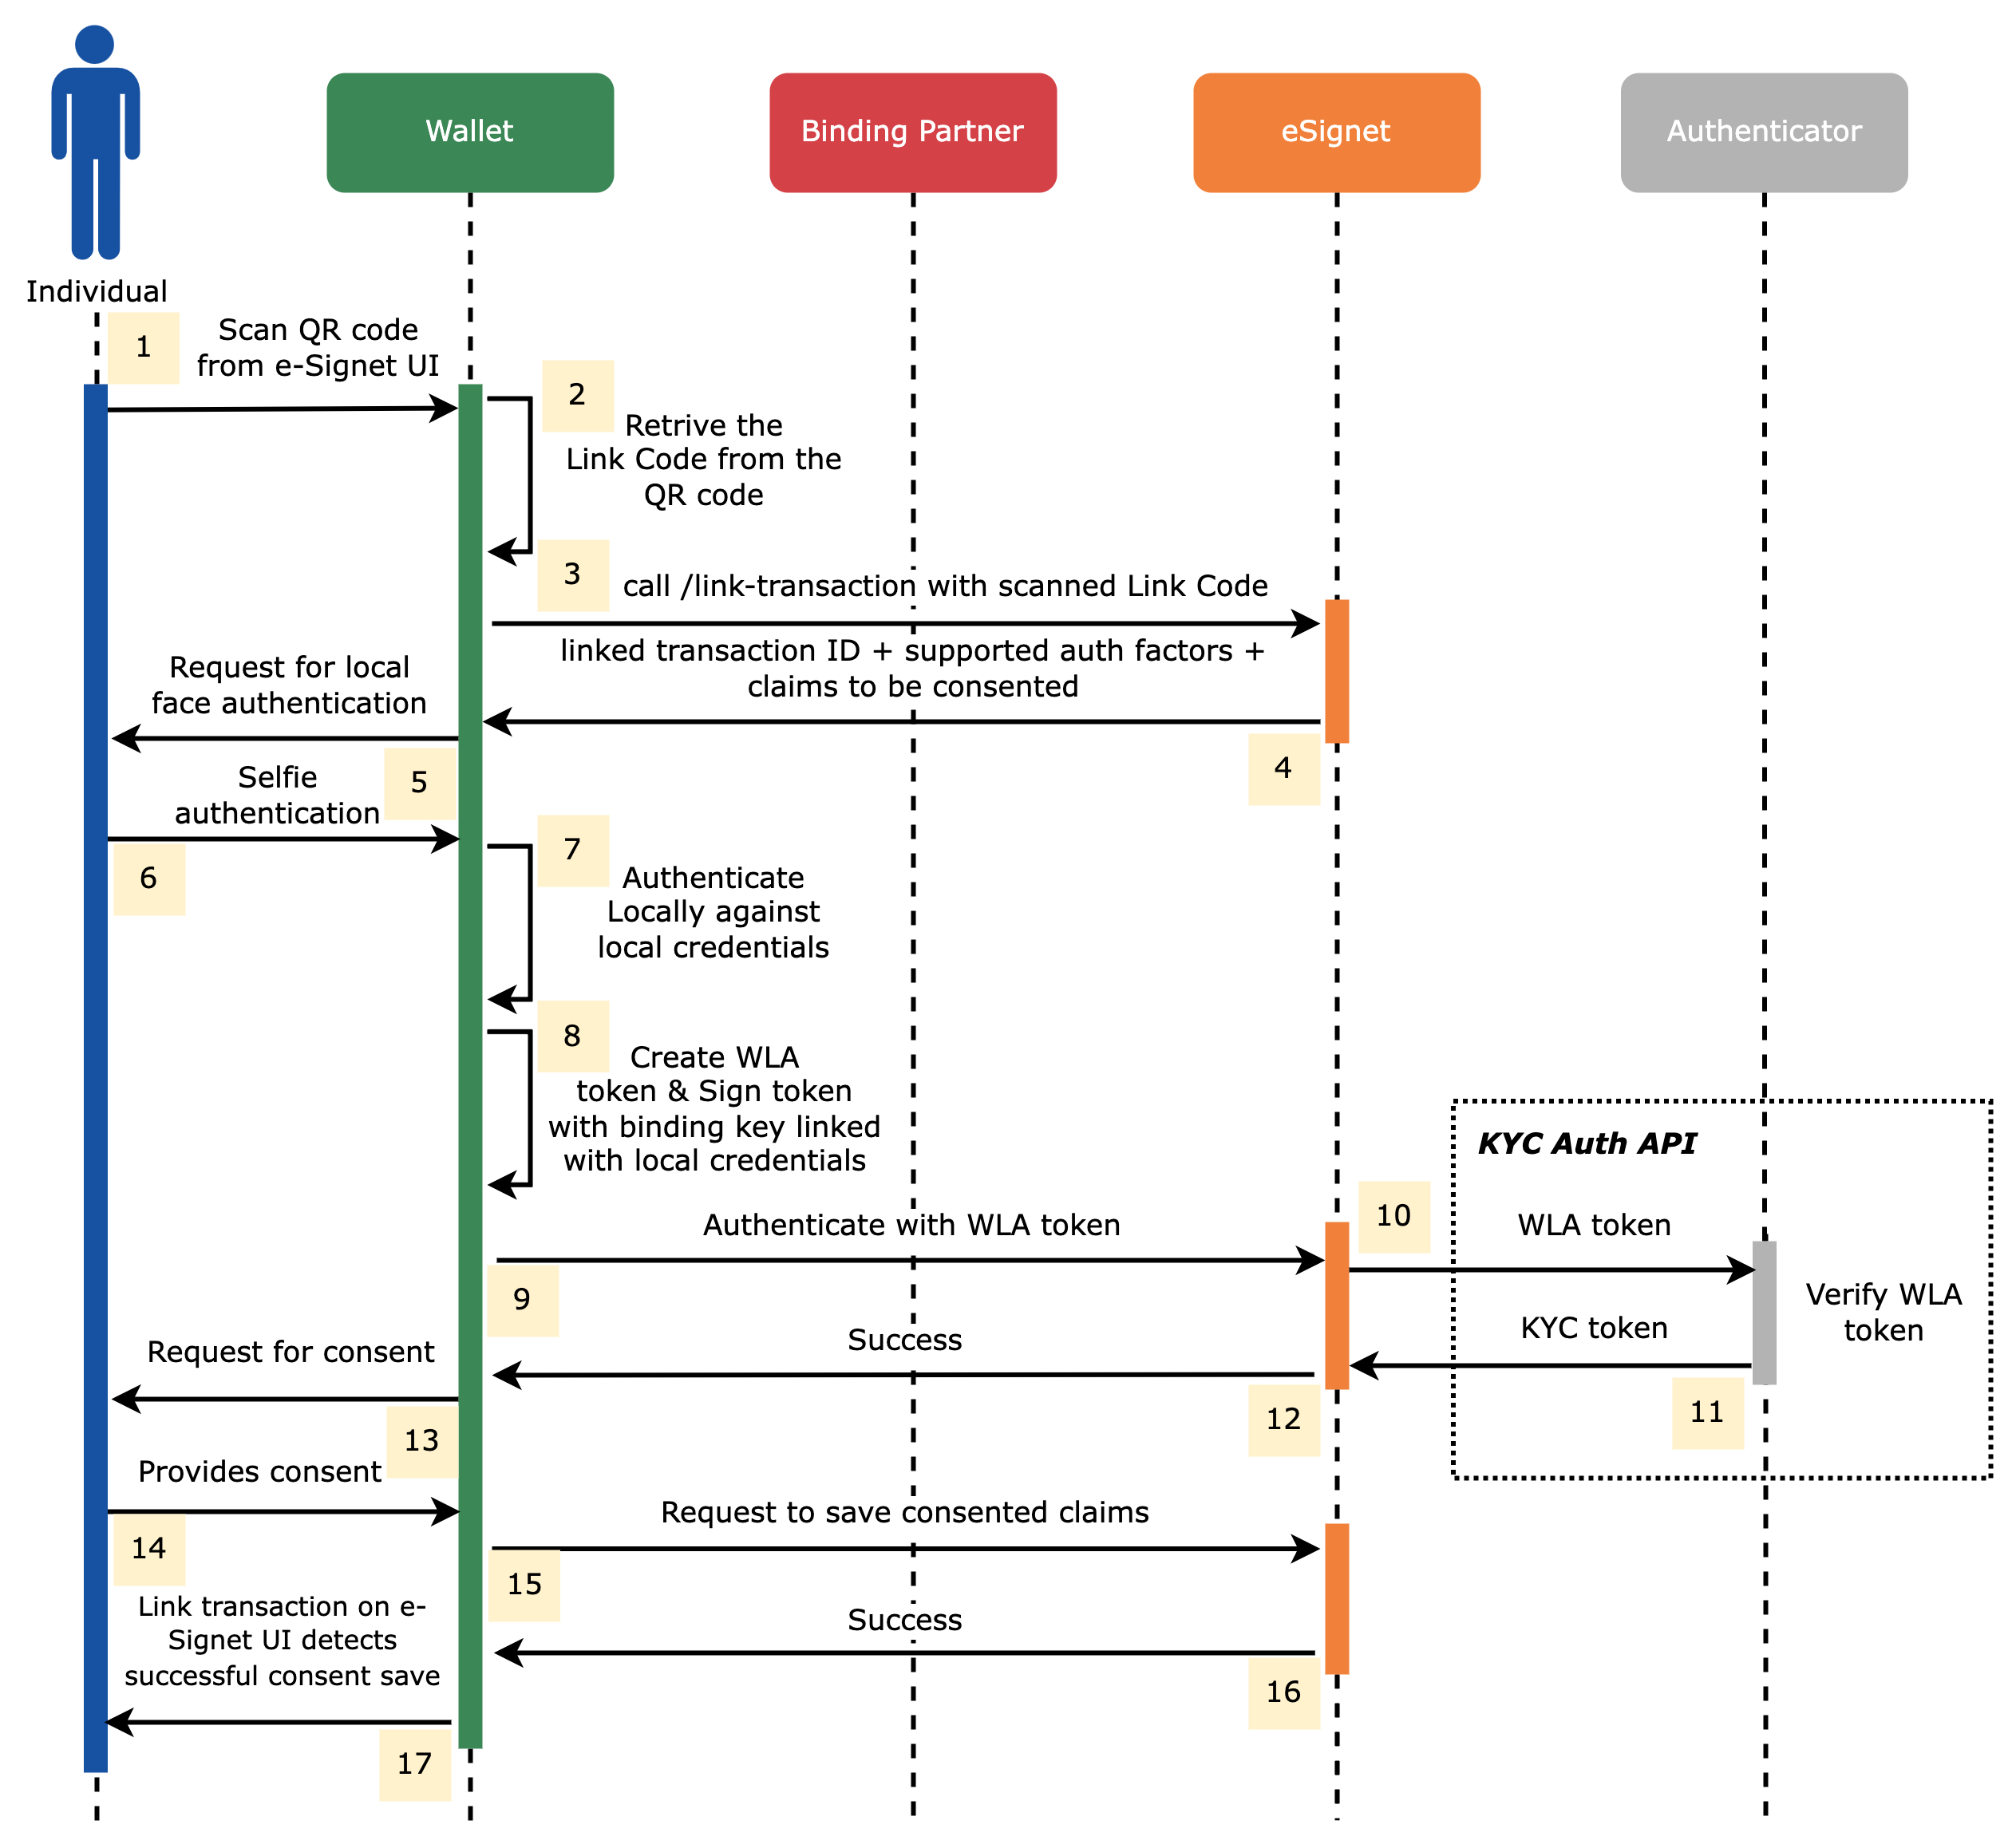 Wallet
Binding Partner
eSignet
Authenticator
Individual
1
Scan QR code
from e-Signet UI
2
Retrive the
Link Code from the
QR code
3
call /link-transaction with scanned Link Code
linked transaction ID + supported auth factors +
claims to be consented
4
Request for local
face authentication
5
Selfie
authentication
6
7
Authenticate
Locally against
local credentials
8
Create WLA
token & Sign token
with binding key linked
with local credentials
KYC Auth API
Authenticate with WLA token
9
10
WLA token
Verify WLA
token
KYC token
11
Success
12
Request for consent
13
Provides consent
14
Request to save consented claims
15
Success
16
Link transaction on e-
Signet UI detects
successful consent save
17